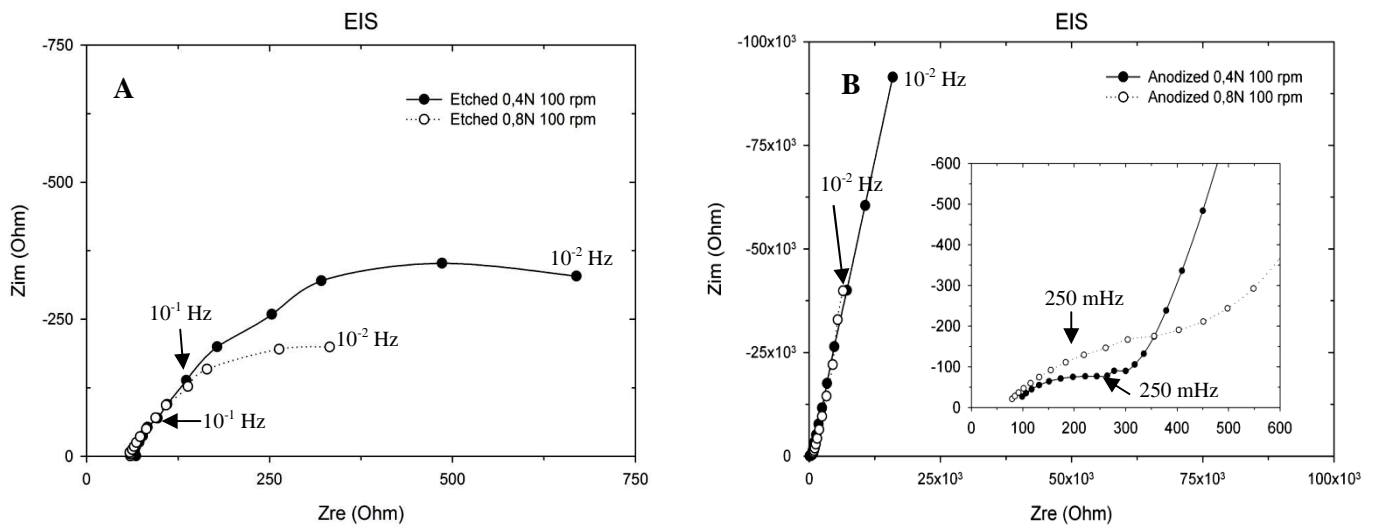 EIS
-750
-500
-250
0
Zim (Ohm)
A
Etched 0,4N 100 rpm
Etched 0,8N 100 rpm
10⁻¹ Hz
10⁻² Hz
10⁻² Hz
10⁻¹ Hz
0 250 500 750
Zre (Ohm)
EIS
-100x10³
-75x10³
-50x10³
-25x10³
0
Zim (Ohm)
B
10⁻² Hz
Anodized 0,4N 100 rpm
Anodized 0,8N 100 rpm
10⁻² Hz
-600
-500
-400
-300
-200
-100
0
250 mHz
250 mHz
0 100 200 300 400 500 600
0 25x10³ 50x10³ 75x10³ 100x10³
Zre (Ohm)